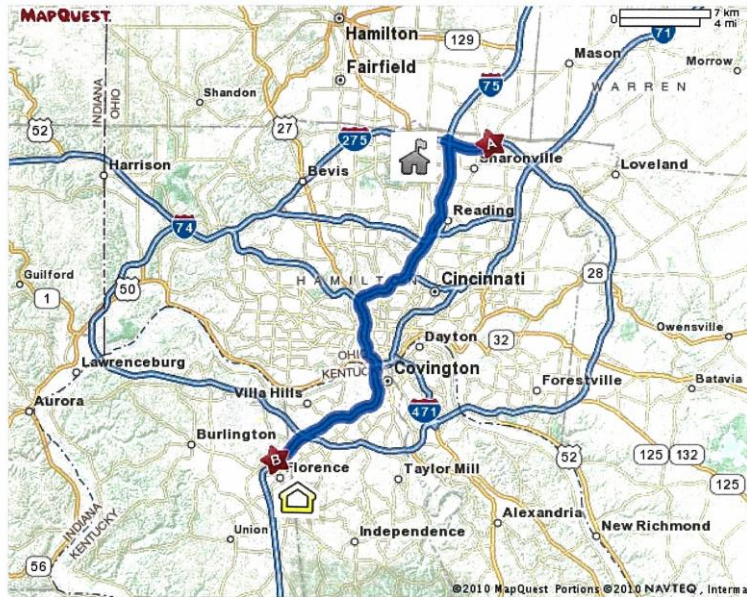 MAPQUEST
0 7 km
4 mi
Hamilton
129
71
Mason
Morrow
Fairfield
75
WARREN
Shandon
INDIANA
OHIO
52
27
275
A
Sharonville
Harrison
Bevis
Loveland
Reading
74
Guilford
50
HAMILTON
Cincinnati
28
1
Owensville
Dayton
32
OHIO
KENTUCKY
Lawrenceburg
Covington
Villa Hills
Forestville
Batavia
Aurora
471
Burlington
B
Florence
Taylor Mill
52
125
132
125
Alexandria
Union
Independence
New Richmond
INDIANA
KENTUCKY
56
©2010 MapQuest Portions ©2010 NAVTEQ, Interma